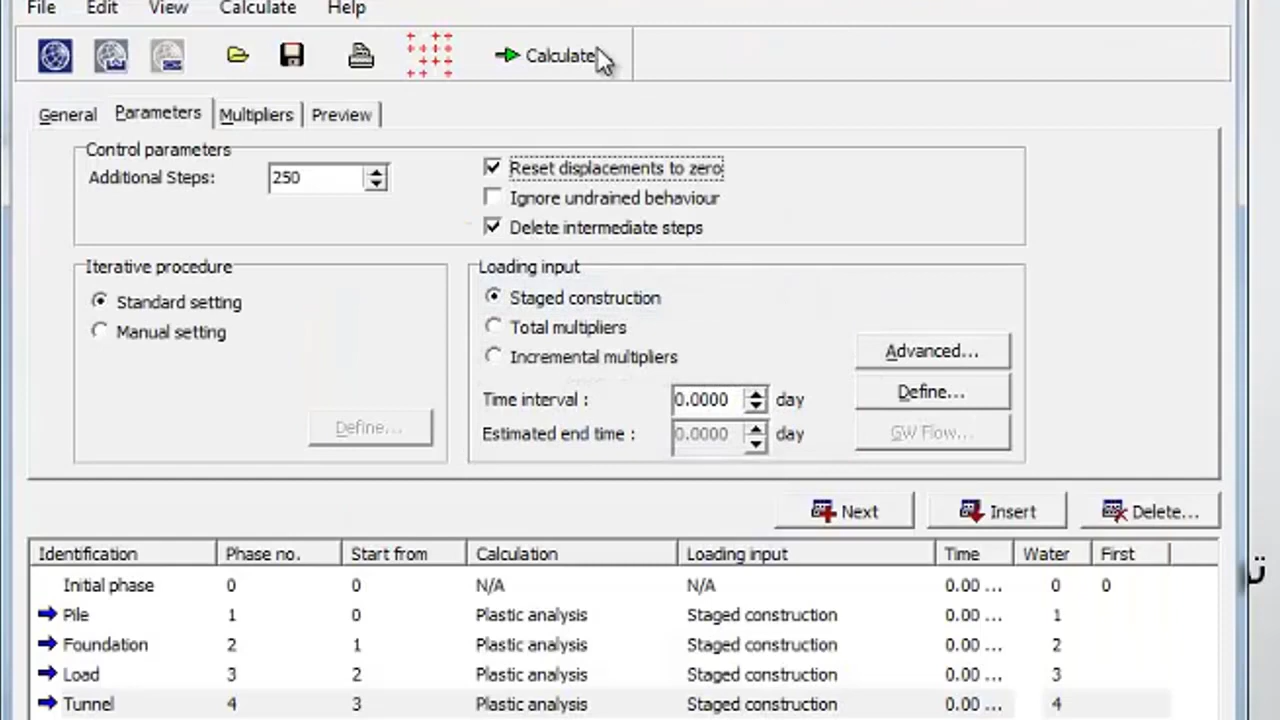 File Edit View Calculate Help
Calculate
General Parameters Multipliers Preview
Control parameters
Additional Steps: 250
Reset displacements to zero
Ignore undrained behaviour
Delete intermediate steps
Iterative procedure
Standard setting
Manual setting
Define...
Loading input
Staged construction
Total multipliers
Incremental multipliers
Time interval : 0.0000 day
Estimated end time : 0.0000 day
Advanced...
Define...
GW Flow...
Next Insert Delete...
Identification Phase no. Start from Calculation Loading input Time Water First
Initial phase 0 0 N/A N/A 0.00 ... 0 0
Pile 1 0 Plastic analysis Staged construction 0.00 ... 1
Foundation 2 1 Plastic analysis Staged construction 0.00 ... 2
Load 3 2 Plastic analysis Staged construction 0.00 ... 3
Tunnel 4 3 Plastic analysis Staged construction 0.00 ... 4